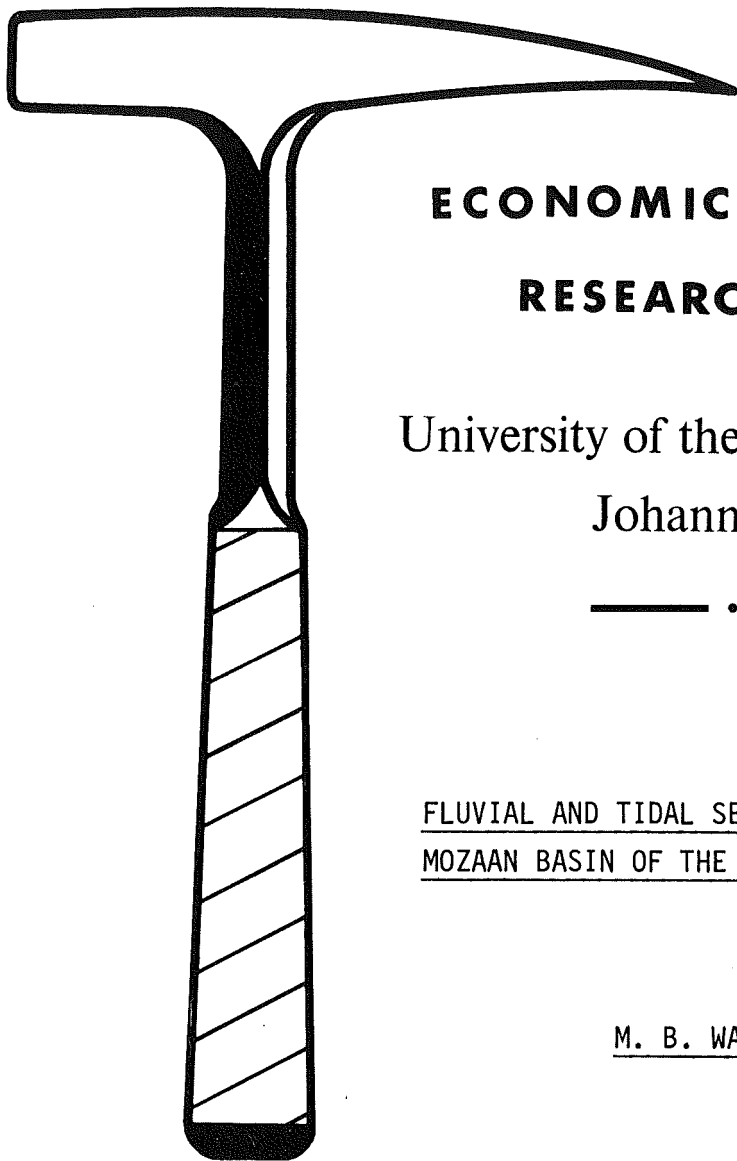 ECONOMIC
RESEARC
University of the
Johann
FLUVIAL AND TIDAL SE
MOZAAN BASIN OF THE
M. B. WA